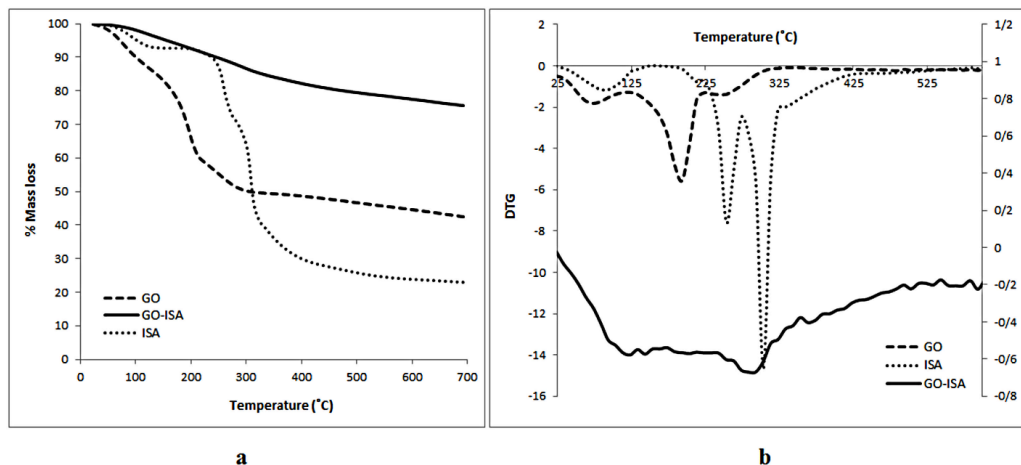 100
90
80
70
60
50
40
30
20
10
0
% Mass loss
GO
GO-ISA
ISA
0 100 200 300 400 500 600 700
Temperature (˚C)
a
Temperature (˚C)
2
0
-2
-4
-6
-8
-10
-12
-14
-16
DTG
25 125 225 325 425 525
1/2
1
0/8
0/6
0/4
0/2
0
-0/2
-0/4
-0/6
-0/8
GO
ISA
GO-ISA
b